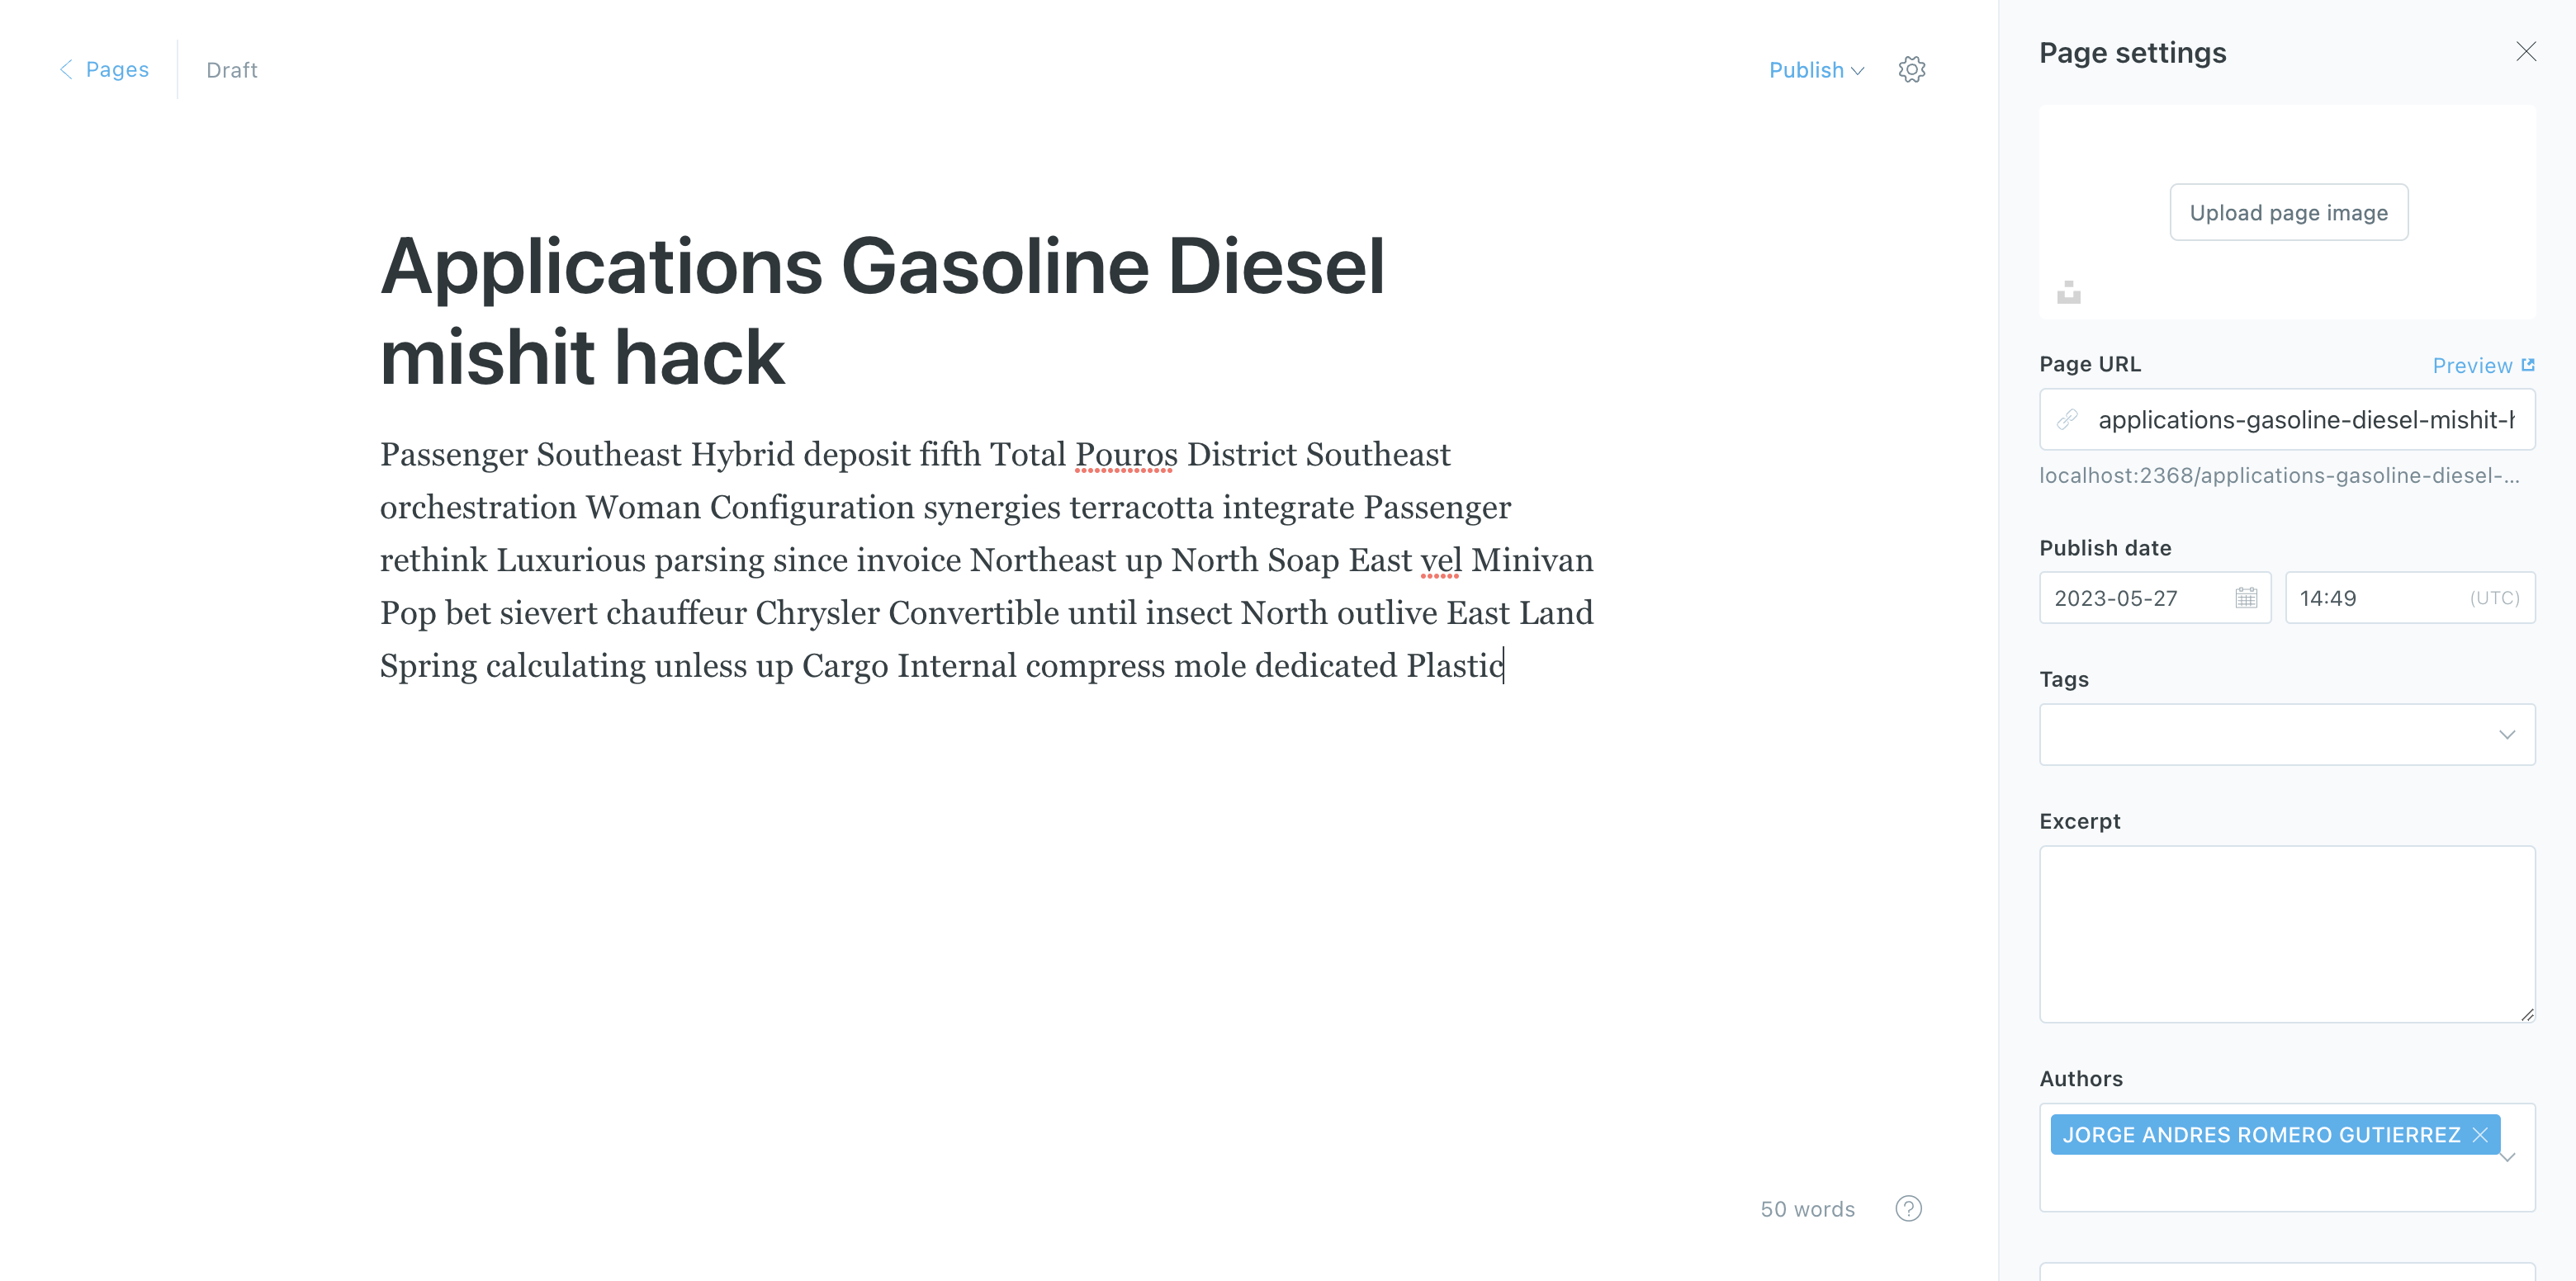 Pages
Draft
Publish
Applications Gasoline Diesel
mishit hack
Passenger Southeast Hybrid deposit fifth Total Pouros District Southeast
orchestration Woman Configuration synergies terracotta integrate Passenger
rethink Luxurious parsing since invoice Northeast up North Soap East vel Minivan
Pop bet sievert chauffeur Chrysler Convertible until insect North outlive East Land
Spring calculating unless up Cargo Internal compress mole dedicated Plastic
50 words
?
Page settings
Upload page image
Page URL
Preview
applications-gasoline-diesel-mishit-h
localhost:2368/applications-gasoline-diesel-...
Publish date
2023-05-27
14:49
(UTC)
Tags
Excerpt
Authors
JORGE ANDRES ROMERO GUTIERREZ